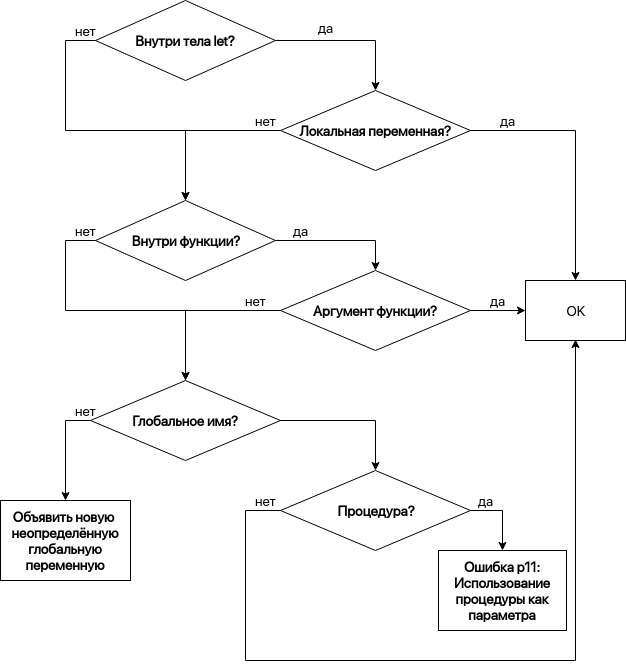 нет
Внутри тела let?
да
нет
Локальная переменная?
да
нет
Внутри функции?
да
нет
Аргумент функции?
да
OK
нет
Глобальное имя?
нет
Процедура?
да
Объявить новую
неопределённую
глобальную
переменную
Ошибка p11:
Использование
процедуры как
параметра